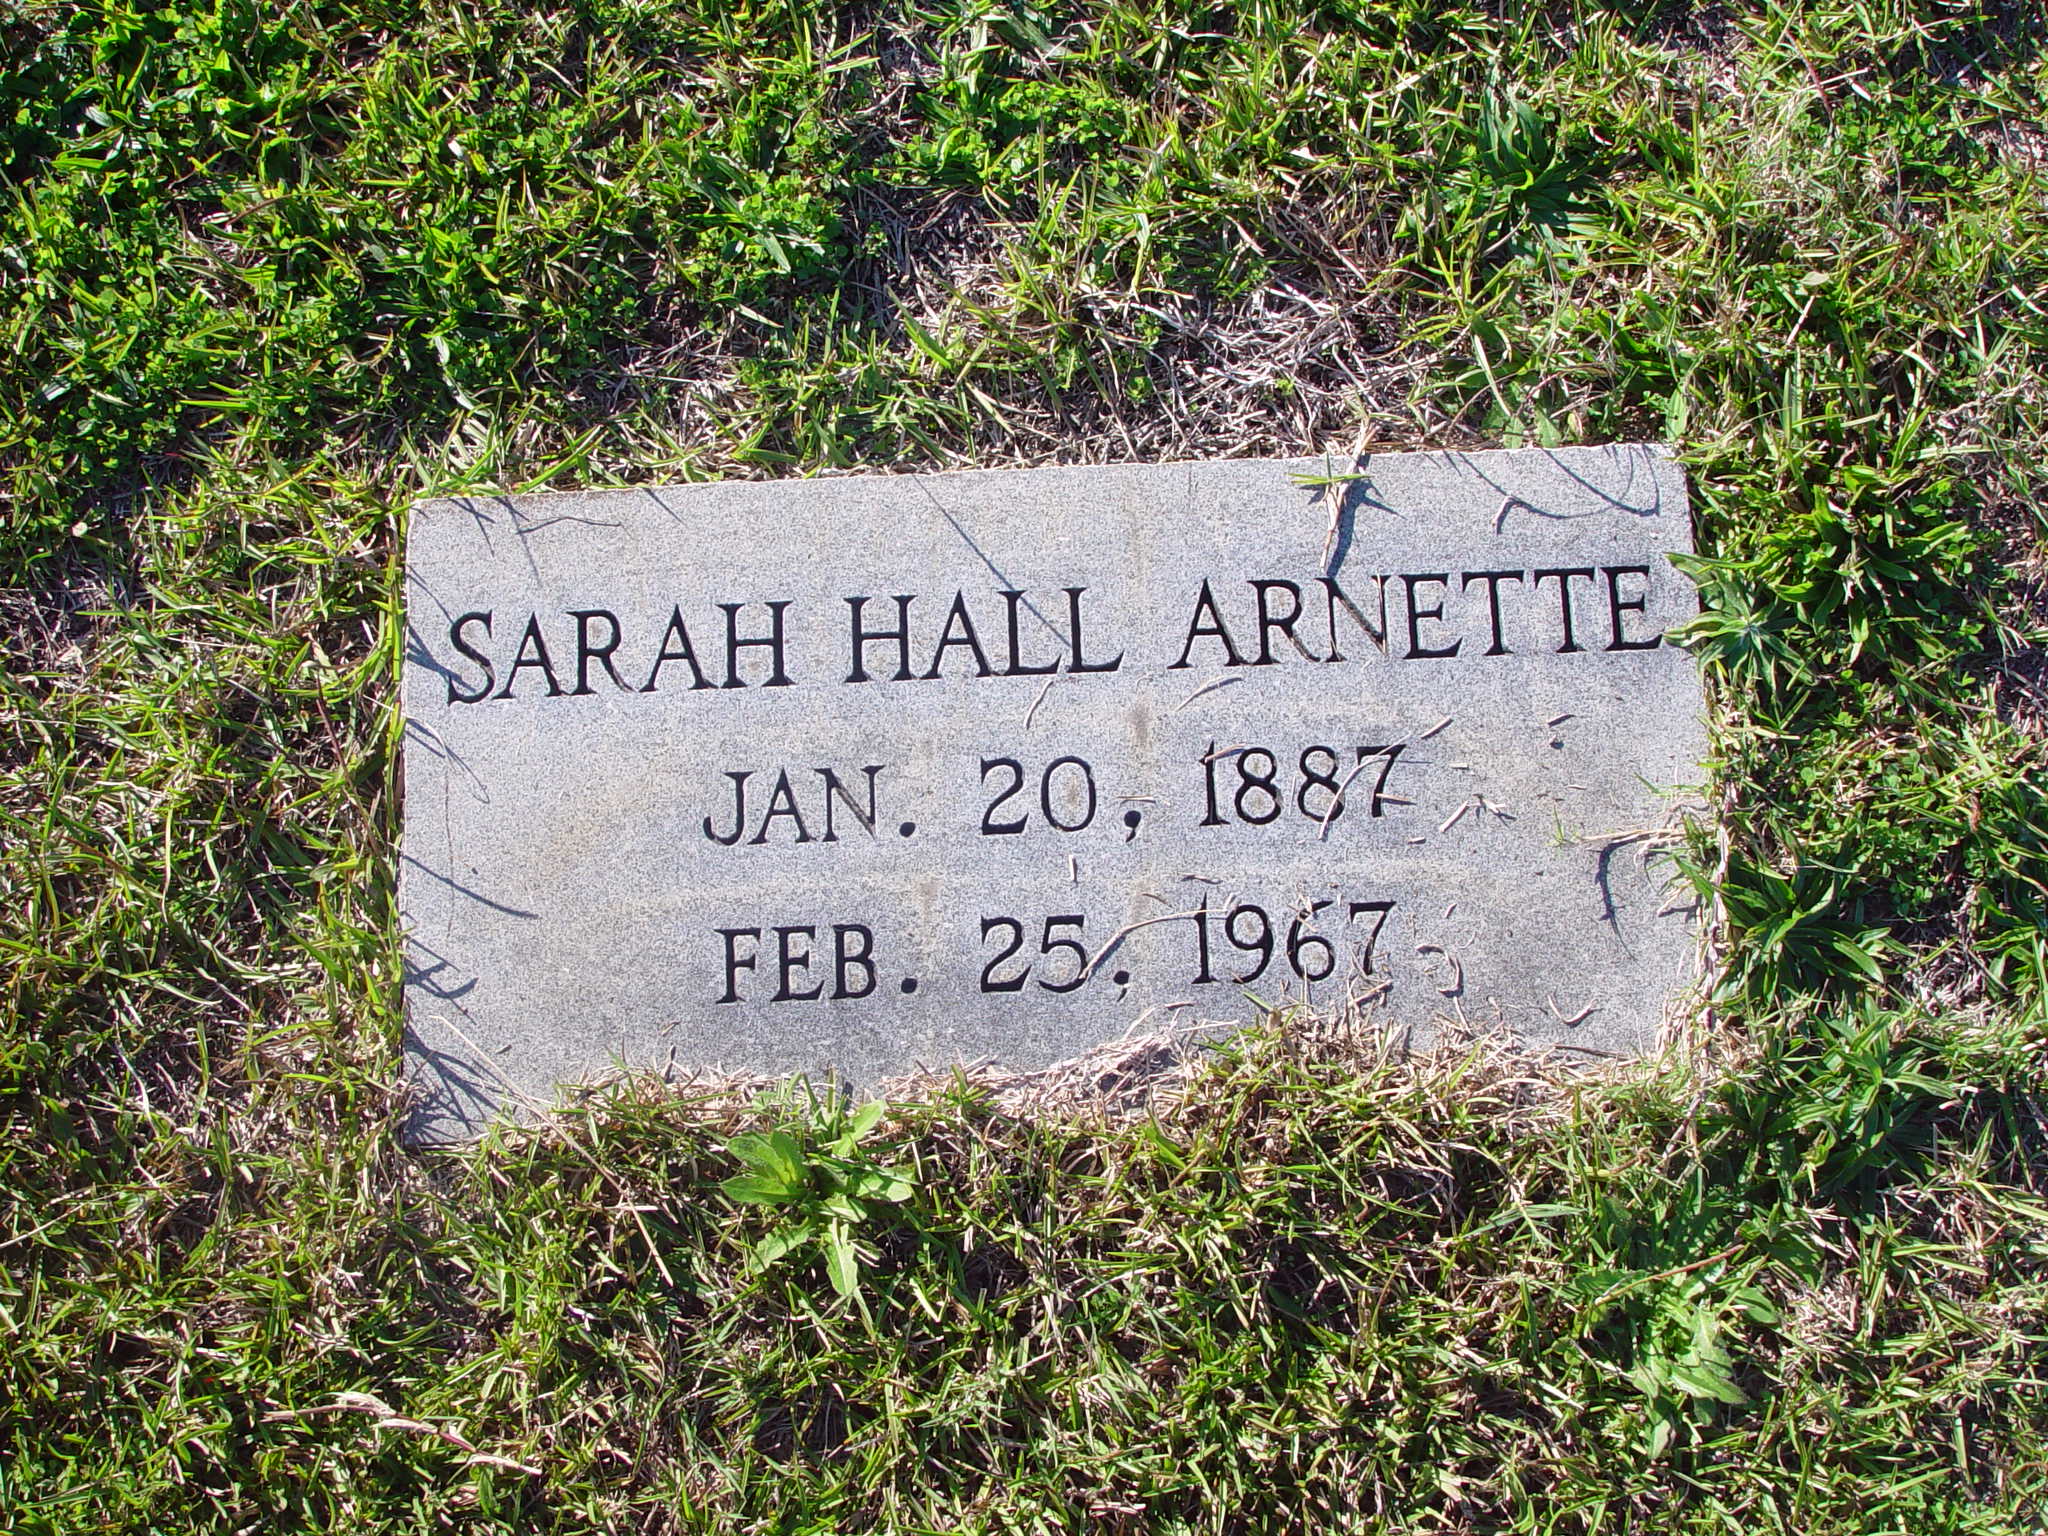 SARAH HALL ARNETTE
JAN. 20, 1887
FEB. 25, 1967